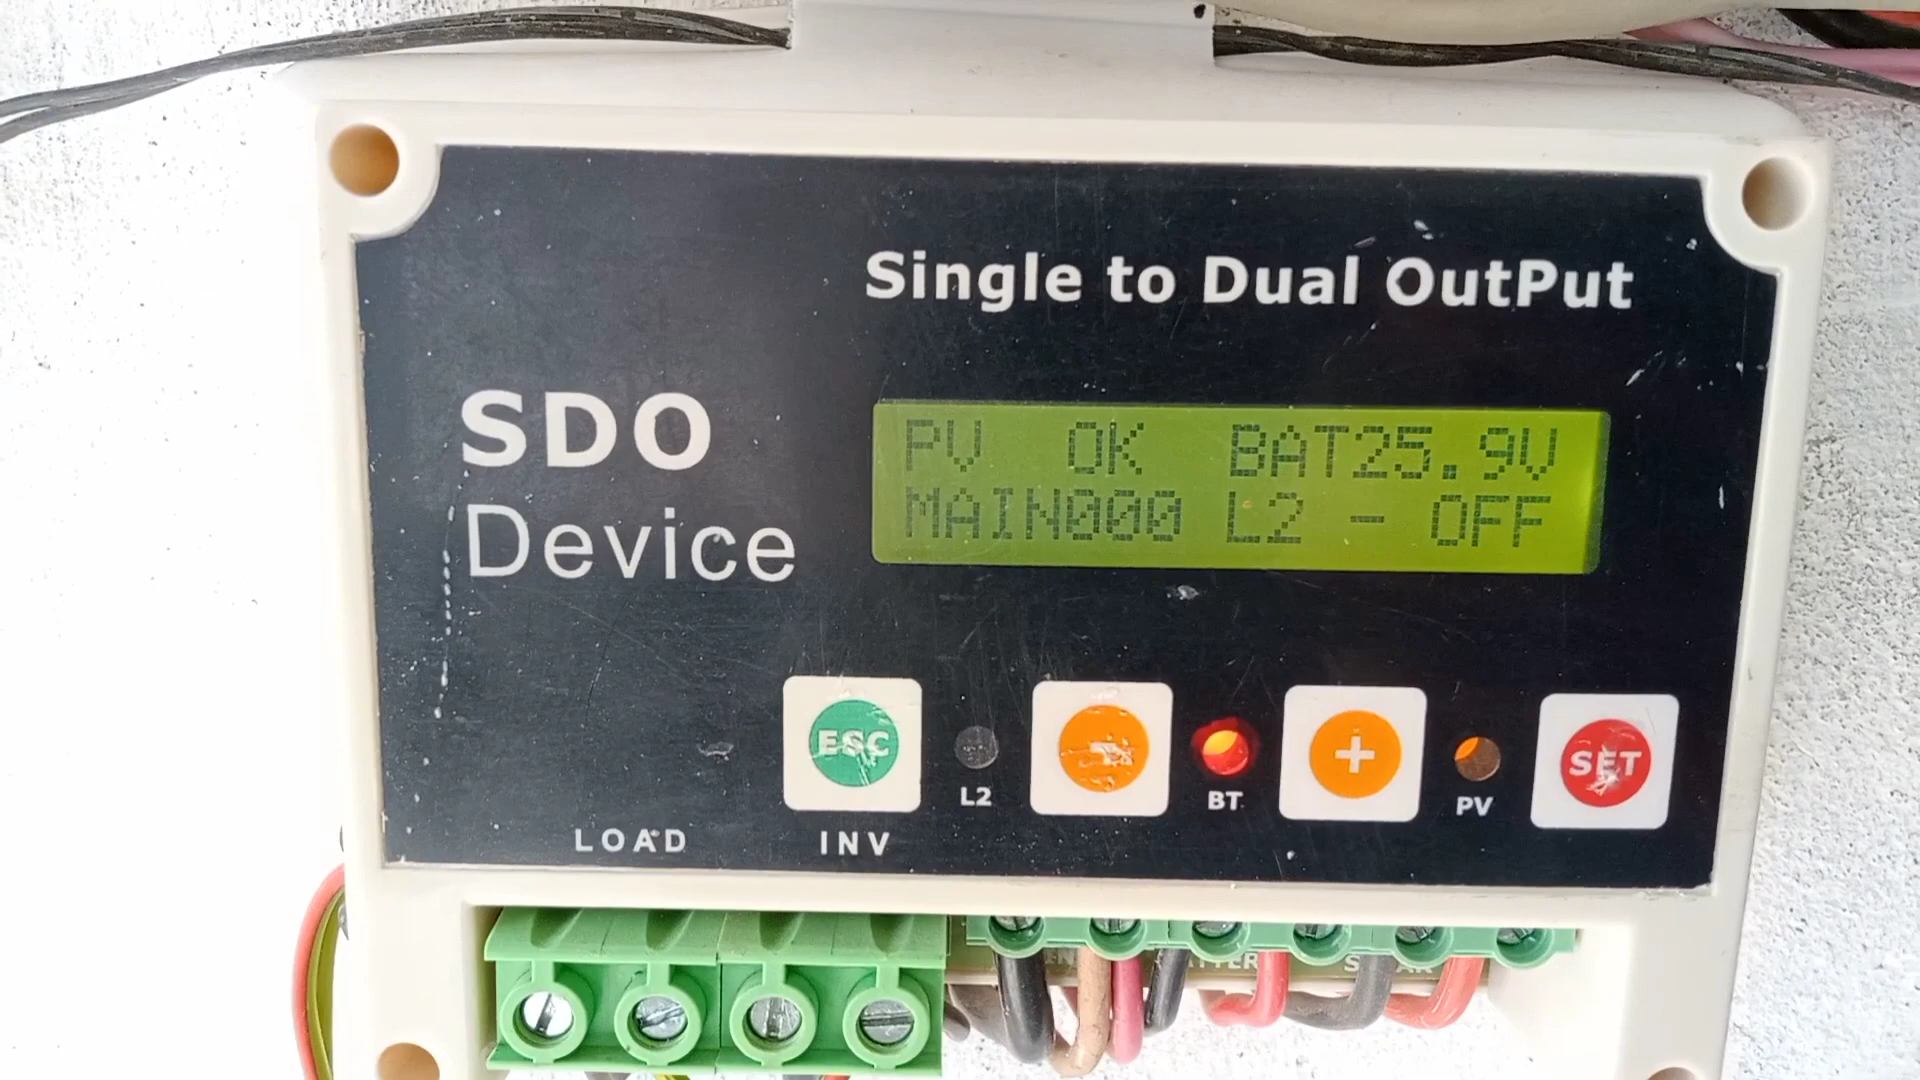 Single to Dual OutPut
SDO
Device
PV OK BAT25.9V
MAIN000 L2 - OFF
ESC
L2
-
BT
+
PV
SET
LOAD
INV